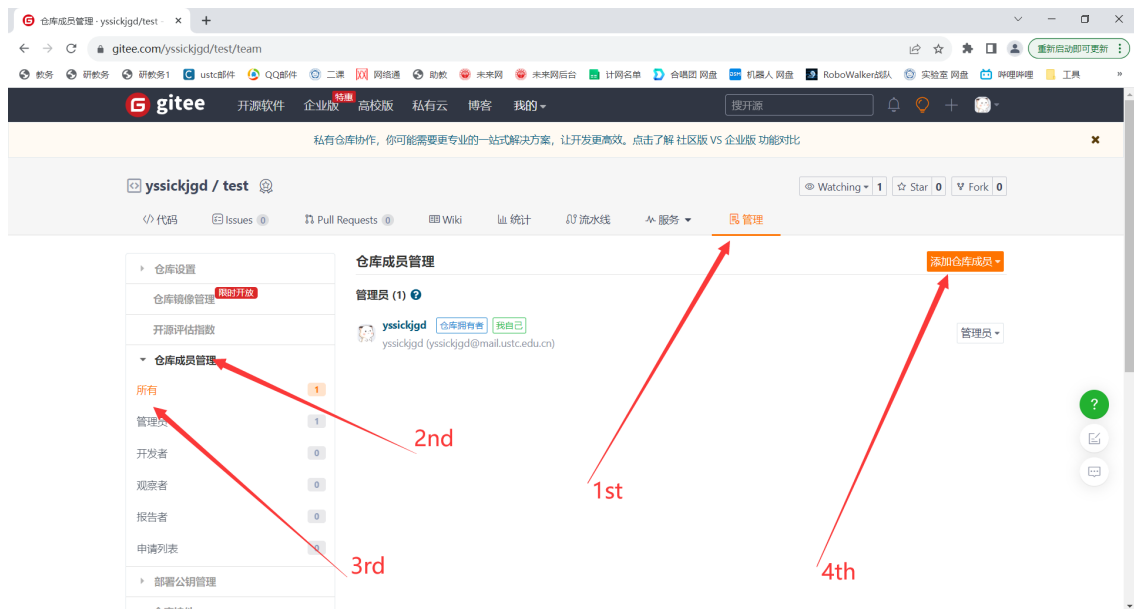 仓库成员管理 · yssickjgd/test ·
gitee.com/yssickjgd/test/team
重新启动即可更新
教务 研教务 研教务1 ustc邮件 QQ邮件 二课 网络通 助教 未来网 未来网后台 计网名单 合唱团 网盘 机器人 网盘 RoboWalker战队 实验室 网盘 哔哩哔哩 工具 »
gitee 开源软件 企业版 特惠 高校版 私有云 博客 我的 搜开源
私有仓库协作，你可能需要更专业的一站式解决方案，让开发更高效。点击了解 社区版 VS 企业版 功能对比
yssickjgd / test
Watching 1 Star 0 Fork 0
代码 Issues 0 Pull Requests 0 Wiki 统计 流水线 服务 管理
仓库设置
仓库镜像管理 限时开放
开源评估指数
仓库成员管理
所有 1
管理员 1
开发者 0
观察者 0
报告者 0
申请列表 0
部署公钥管理
仓库成员管理
添加仓库成员
管理员 (1)
yssickjgd 仓库拥有者 我自己
yssickjgd (yssickjgd@mail.ustc.edu.cn)
管理员
2nd
1st
3rd
4th